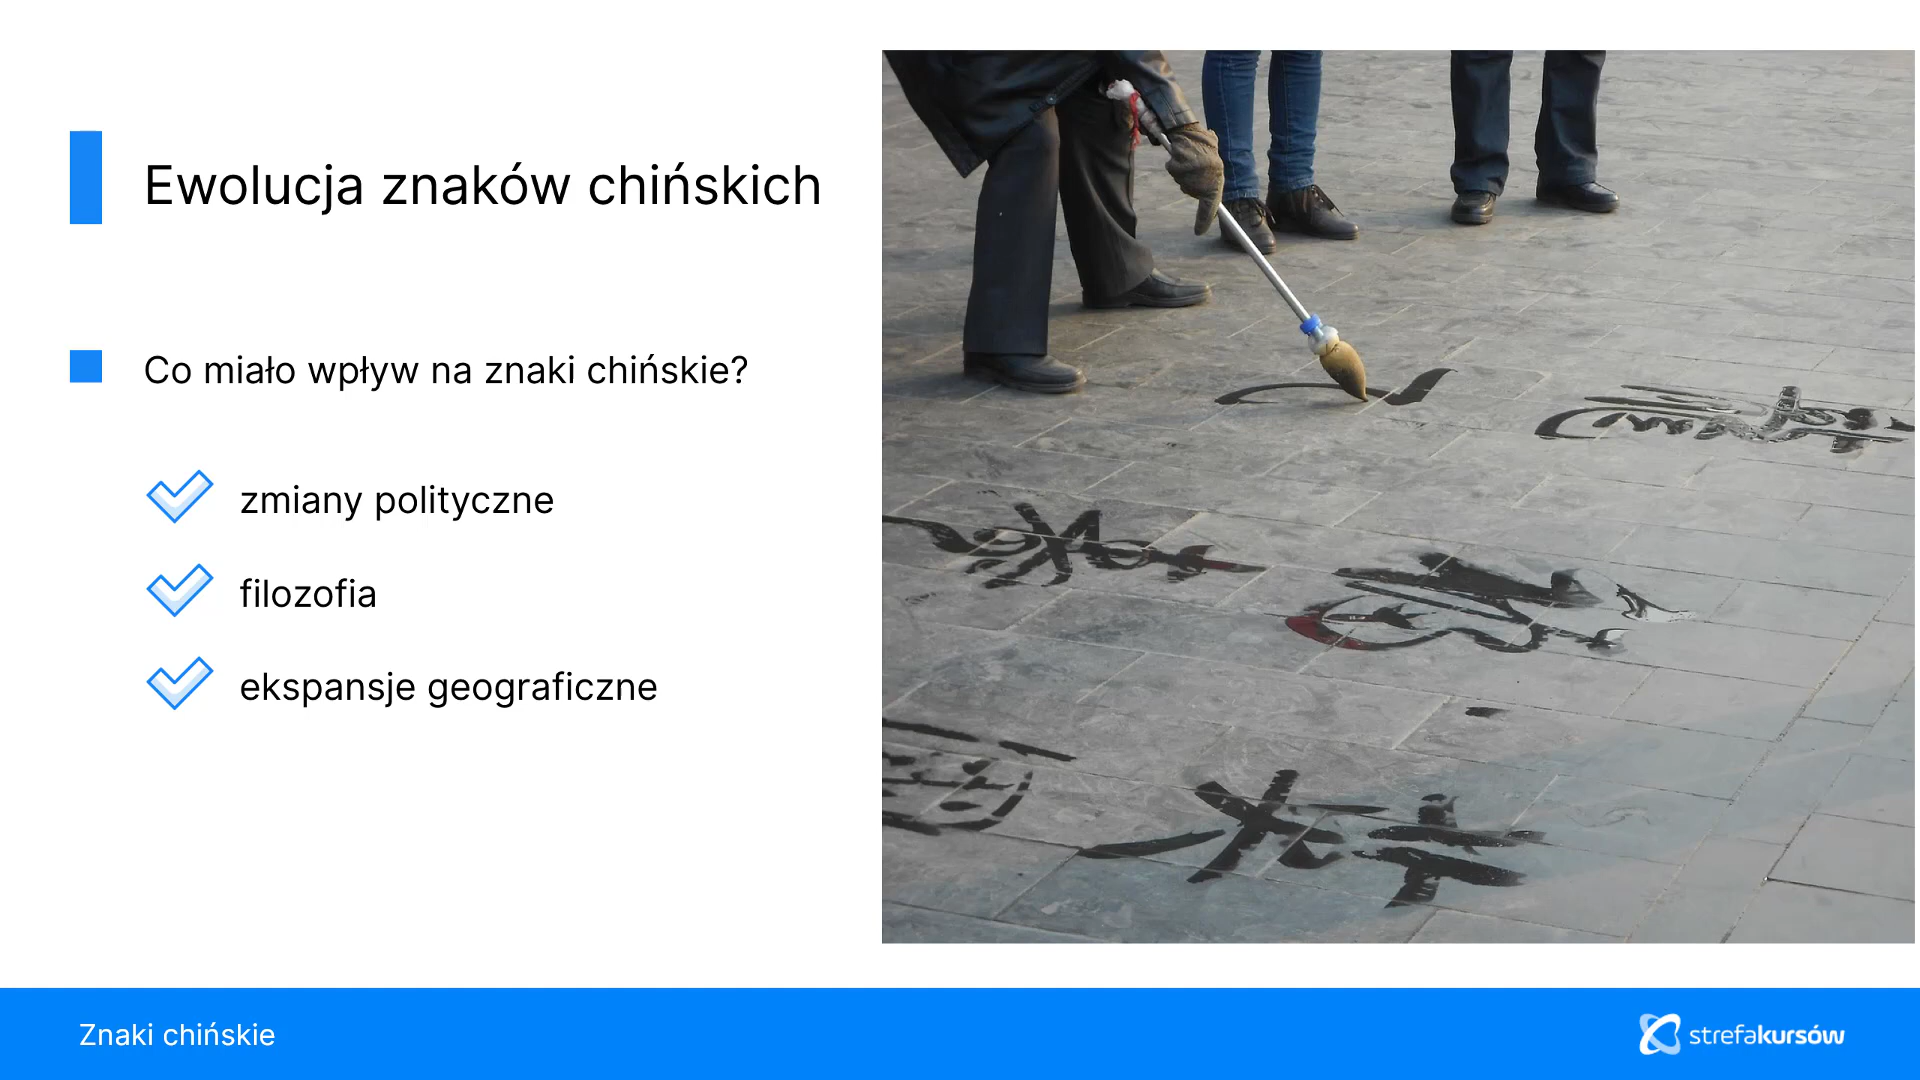 Ewolucja znaków chińskich
Co miało wpływ na znaki chińskie?
zmiany polityczne
filozofia
ekspansje geograficzne
Znaki chińskie
strefakursów